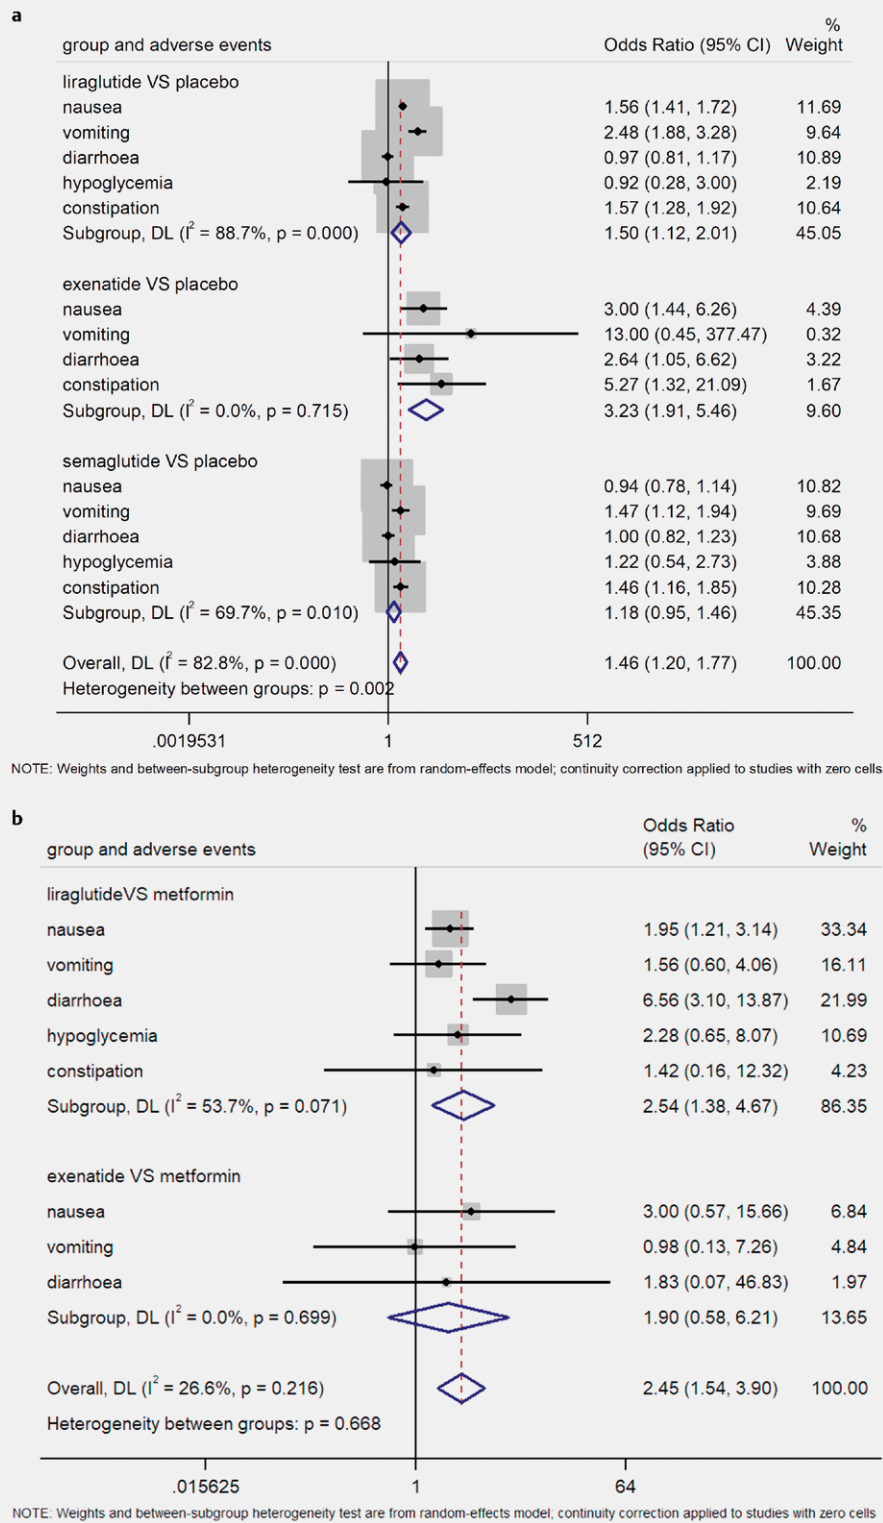 a
%
group and adverse events Odds Ratio (95% CI) Weight
liraglutide VS placebo
nausea 1.56 (1.41, 1.72) 11.69
vomiting 2.48 (1.88, 3.28) 9.64
diarrhoea 0.97 (0.81, 1.17) 10.89
hypoglycemia 0.92 (0.28, 3.00) 2.19
constipation 1.57 (1.28, 1.92) 10.64
Subgroup, DL (I² = 88.7%, p = 0.000) 1.50 (1.12, 2.01) 45.05
exenatide VS placebo
nausea 3.00 (1.44, 6.26) 4.39
vomiting 13.00 (0.45, 377.47) 0.32
diarrhoea 2.64 (1.05, 6.62) 3.22
constipation 5.27 (1.32, 21.09) 1.67
Subgroup, DL (I² = 0.0%, p = 0.715) 3.23 (1.91, 5.46) 9.60
semaglutide VS placebo
nausea 0.94 (0.78, 1.14) 10.82
vomiting 1.47 (1.12, 1.94) 9.69
diarrhoea 1.00 (0.82, 1.23) 10.68
hypoglycemia 1.22 (0.54, 2.73) 3.88
constipation 1.46 (1.16, 1.85) 10.28
Subgroup, DL (I² = 69.7%, p = 0.010) 1.18 (0.95, 1.46) 45.35
Overall, DL (I² = 82.8%, p = 0.000) 1.46 (1.20, 1.77) 100.00
Heterogeneity between groups: p = 0.002
.0019531 1 512
NOTE: Weights and between-subgroup heterogeneity test are from random-effects model; continuity correction applied to studies with zero cells
b
Odds Ratio %
group and adverse events (95% CI) Weight
liraglutideVS metformin
nausea 1.95 (1.21, 3.14) 33.34
vomiting 1.56 (0.60, 4.06) 16.11
diarrhoea 6.56 (3.10, 13.87) 21.99
hypoglycemia 2.28 (0.65, 8.07) 10.69
constipation 1.42 (0.16, 12.32) 4.23
Subgroup, DL (I² = 53.7%, p = 0.071) 2.54 (1.38, 4.67) 86.35
exenatide VS metformin
nausea 3.00 (0.57, 15.66) 6.84
vomiting 0.98 (0.13, 7.26) 4.84
diarrhoea 1.83 (0.07, 46.83) 1.97
Subgroup, DL (I² = 0.0%, p = 0.699) 1.90 (0.58, 6.21) 13.65
Overall, DL (I² = 26.6%, p = 0.216) 2.45 (1.54, 3.90) 100.00
Heterogeneity between groups: p = 0.668
.015625 1 64
NOTE: Weights and between-subgroup heterogeneity test are from random-effects model; continuity correction applied to studies with zero cells